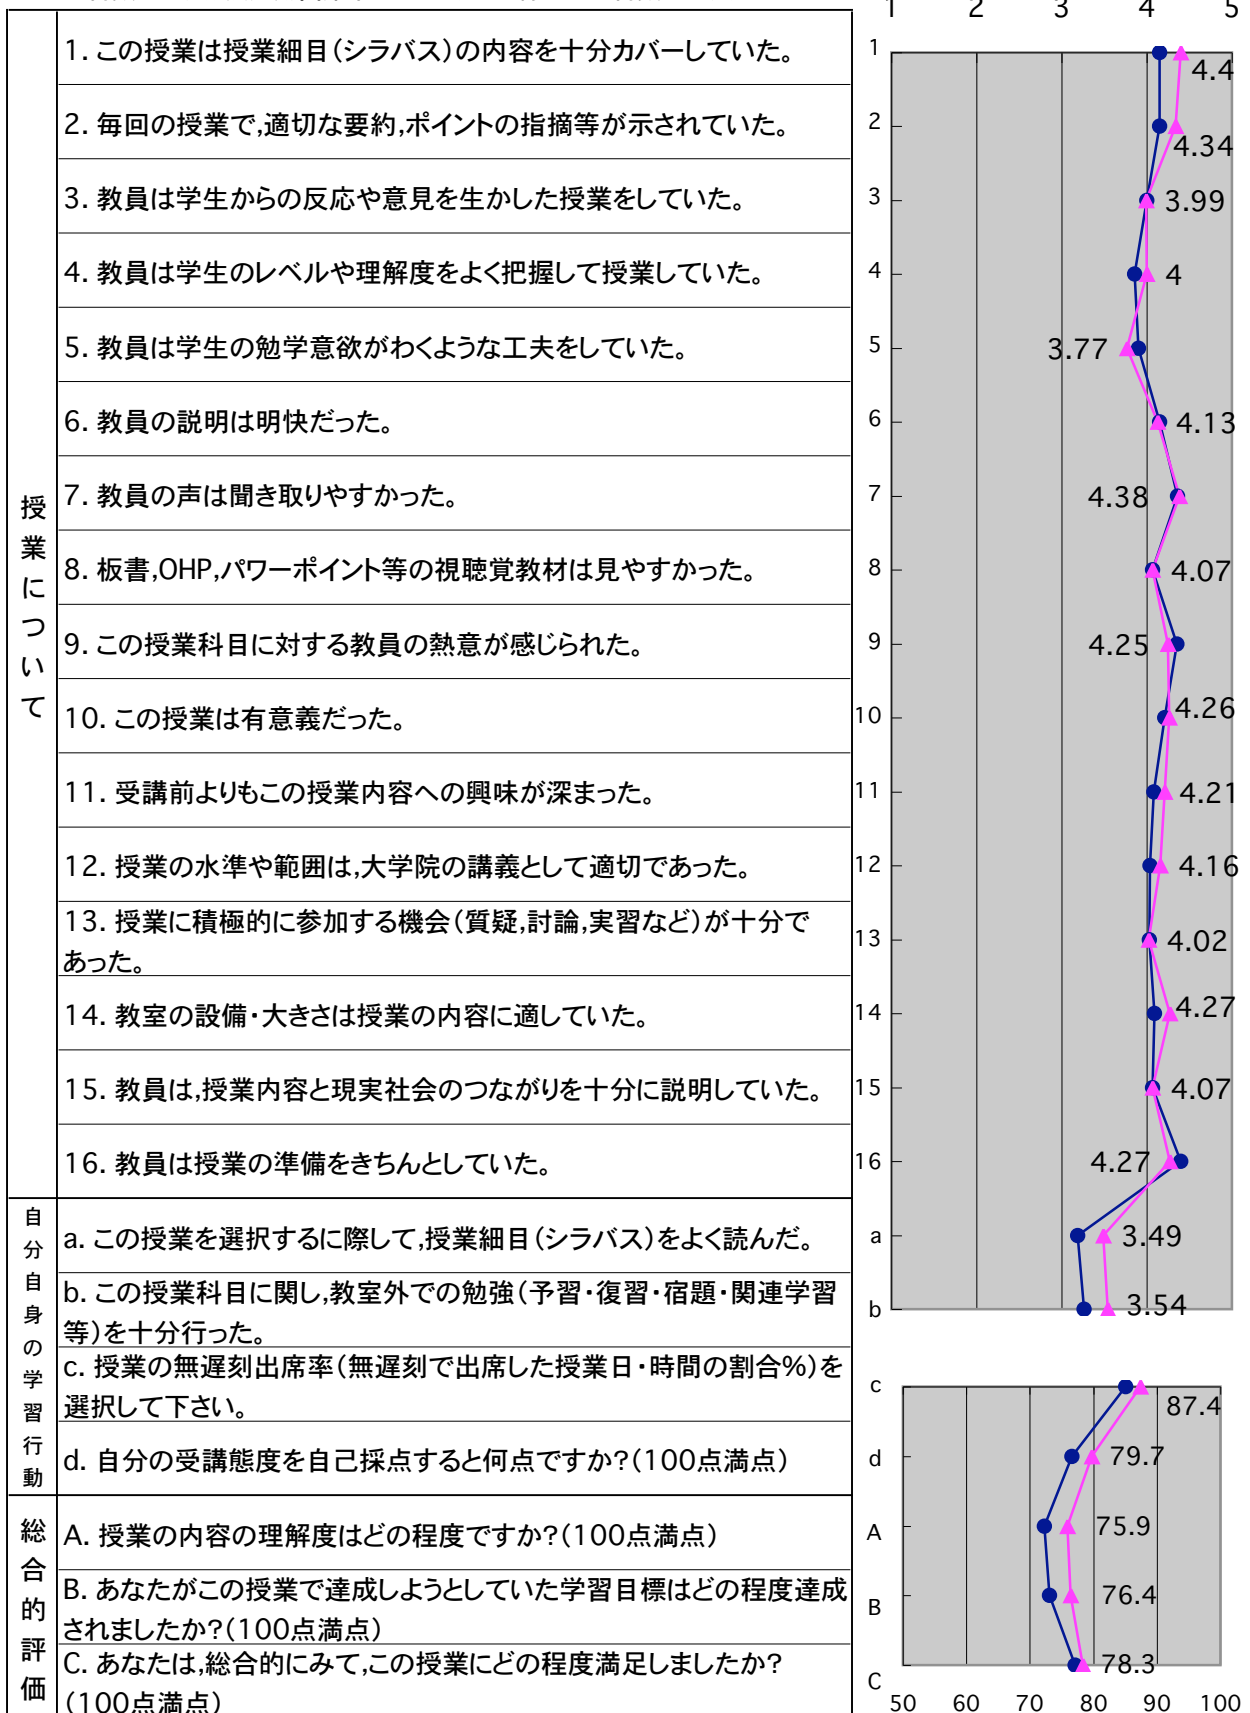 1 2 3 4 5
授業について
1. この授業は授業細目(シラバス)の内容を十分カバーしていた。
2. 毎回の授業で,適切な要約,ポイントの指摘等が示されていた。
3. 教員は学生からの反応や意見を生かした授業をしていた。
4. 教員は学生のレベルや理解度をよく把握して授業していた。
5. 教員は学生の勉学意欲がわくような工夫をしていた。
6. 教員の説明は明快だった。
7. 教員の声は聞き取りやすかった。
8. 板書,OHP,パワーポイント等の視聴覚教材は見やすかった。
9. この授業科目に対する教員の熱意が感じられた。
10. この授業は有意義だった。
11. 受講前よりもこの授業内容への興味が深まった。
12. 授業の水準や範囲は,大学院の講義として適切であった。
13. 授業に積極的に参加する機会(質疑,討論,実習など)が十分で
あった。
14. 教室の設備・大きさは授業の内容に適していた。
15. 教員は,授業内容と現実社会のつながりを十分に説明していた。
16. 教員は授業の準備をきちんとしていた。
自分自身の学習行動
a. この授業を選択するに際して,授業細目(シラバス)をよく読んだ。
b. この授業科目に関し,教室外での勉強(予習・復習・宿題・関連学習
等)を十分行った。
c. 授業の無遅刻出席率(無遅刻で出席した授業日・時間の割合%)を
選択して下さい。
d. 自分の受講態度を自己採点すると何点ですか?(100点満点)
総合的評価
A. 授業の内容の理解度はどの程度ですか?(100点満点)
B. あなたがこの授業で達成しようとしていた学習目標はどの程度達成
されましたか?(100点満点)
C. あなたは,総合的にみて,この授業にどの程度満足しましたか?
(100点満点)
1 4.4
2 4.34
3 3.99
4 4
5 3.77
6 4.13
7 4.38
8 4.07
9 4.25
10 4.26
11 4.21
12 4.16
13 4.02
14 4.27
15 4.07
16 4.27
a 3.49
b 3.54
c 87.4
d 79.7
A 75.9
B 76.4
C 78.3
50 60 70 80 90 100